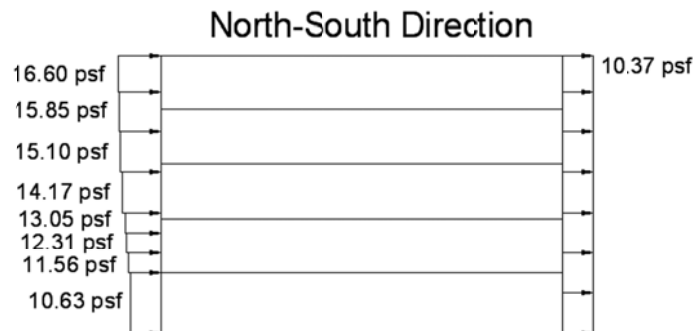 North-South Direction
16.60 psf
10.37 psf
15.85 psf
15.10 psf
14.17 psf
13.05 psf
12.31 psf
11.56 psf
10.63 psf